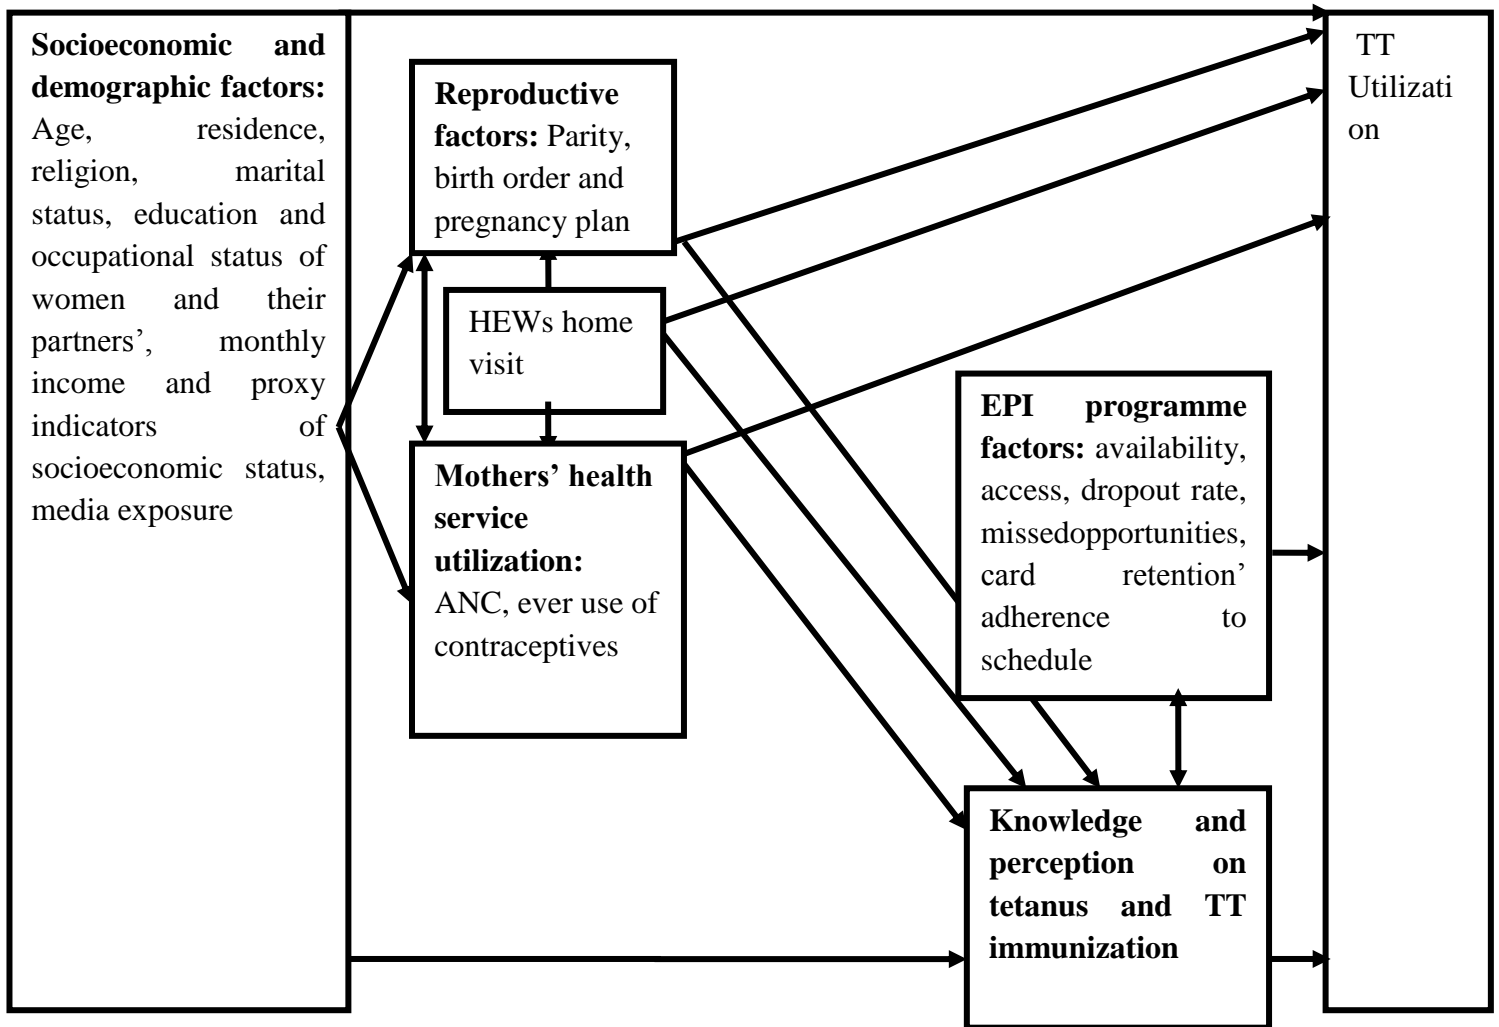 Socioeconomic and
demographic factors:
Age, residence,
religion, marital
status, education and
occupational status of
women and their
partners’, monthly
income and proxy
indicators of
socioeconomic status,
media exposure
Reproductive
factors: Parity,
birth order and
pregnancy plan
HEWs home
visit
Mothers’ health
service
utilization:
ANC, ever use of
contraceptives
EPI programme
factors: availability,
access, dropout rate,
missedopportunities,
card retention’
adherence to
schedule
Knowledge and
perception on
tetanus and TT
immunization
TT
Utilizati
on